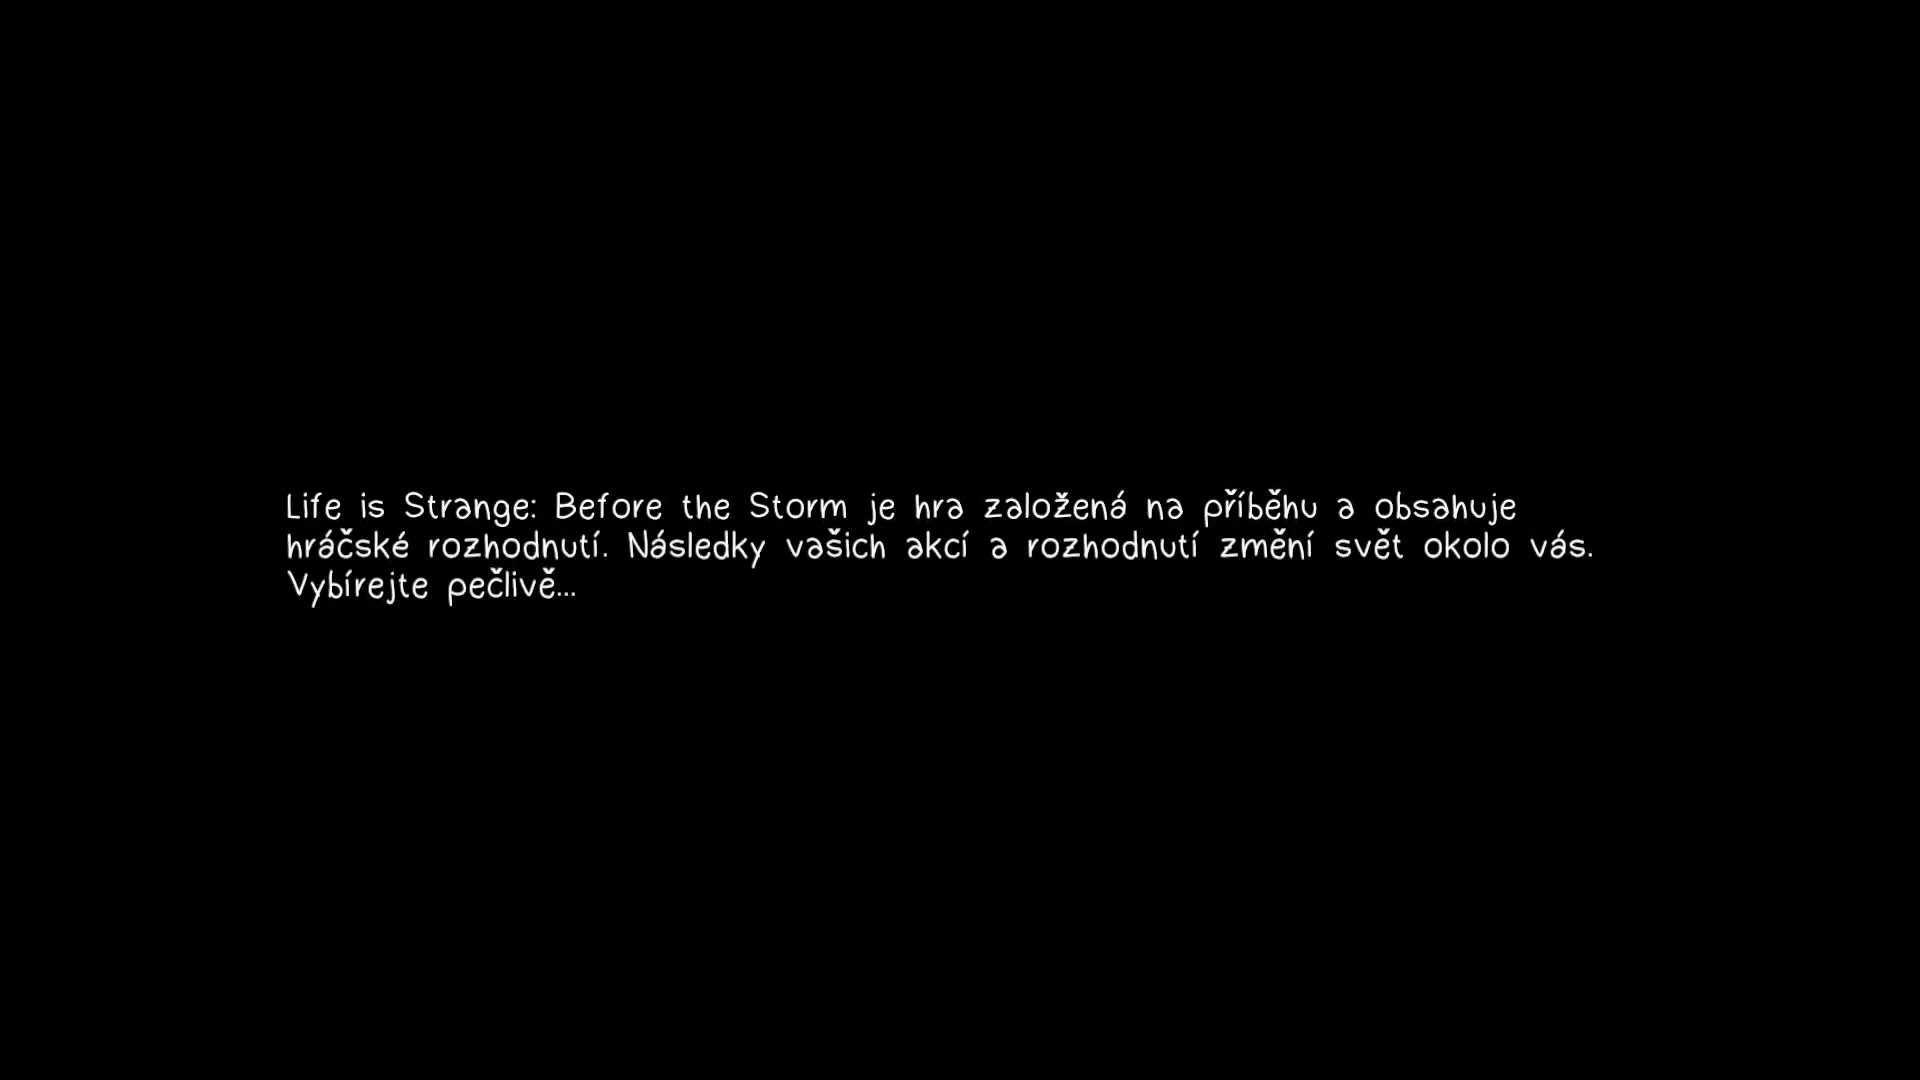 Life is Strange: Before the Storm je hra založená na příběhu a obsahuje
hráčské rozhodnutí. Následky vašich akcí a rozhodnutí změní svět okolo vás.
Vybírejte pečlivě...